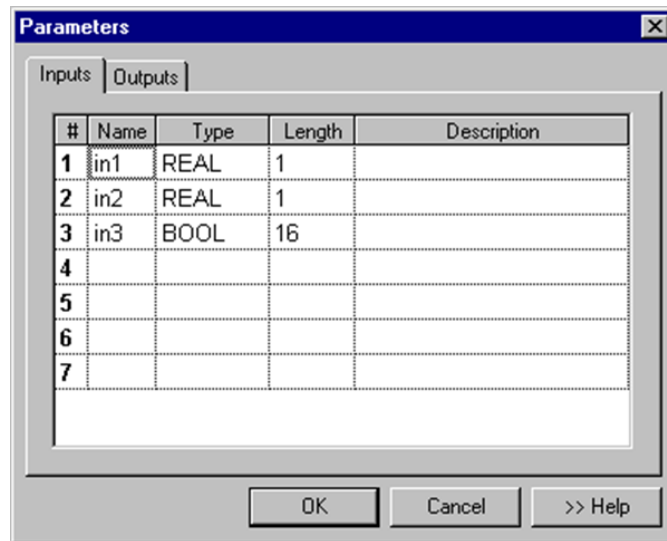 Parameters
Inputs Outputs
# Name Type Length Description
1 in1 REAL 1
2 in2 REAL 1
3 in3 BOOL 16
4
5
6
7
OK Cancel >> Help